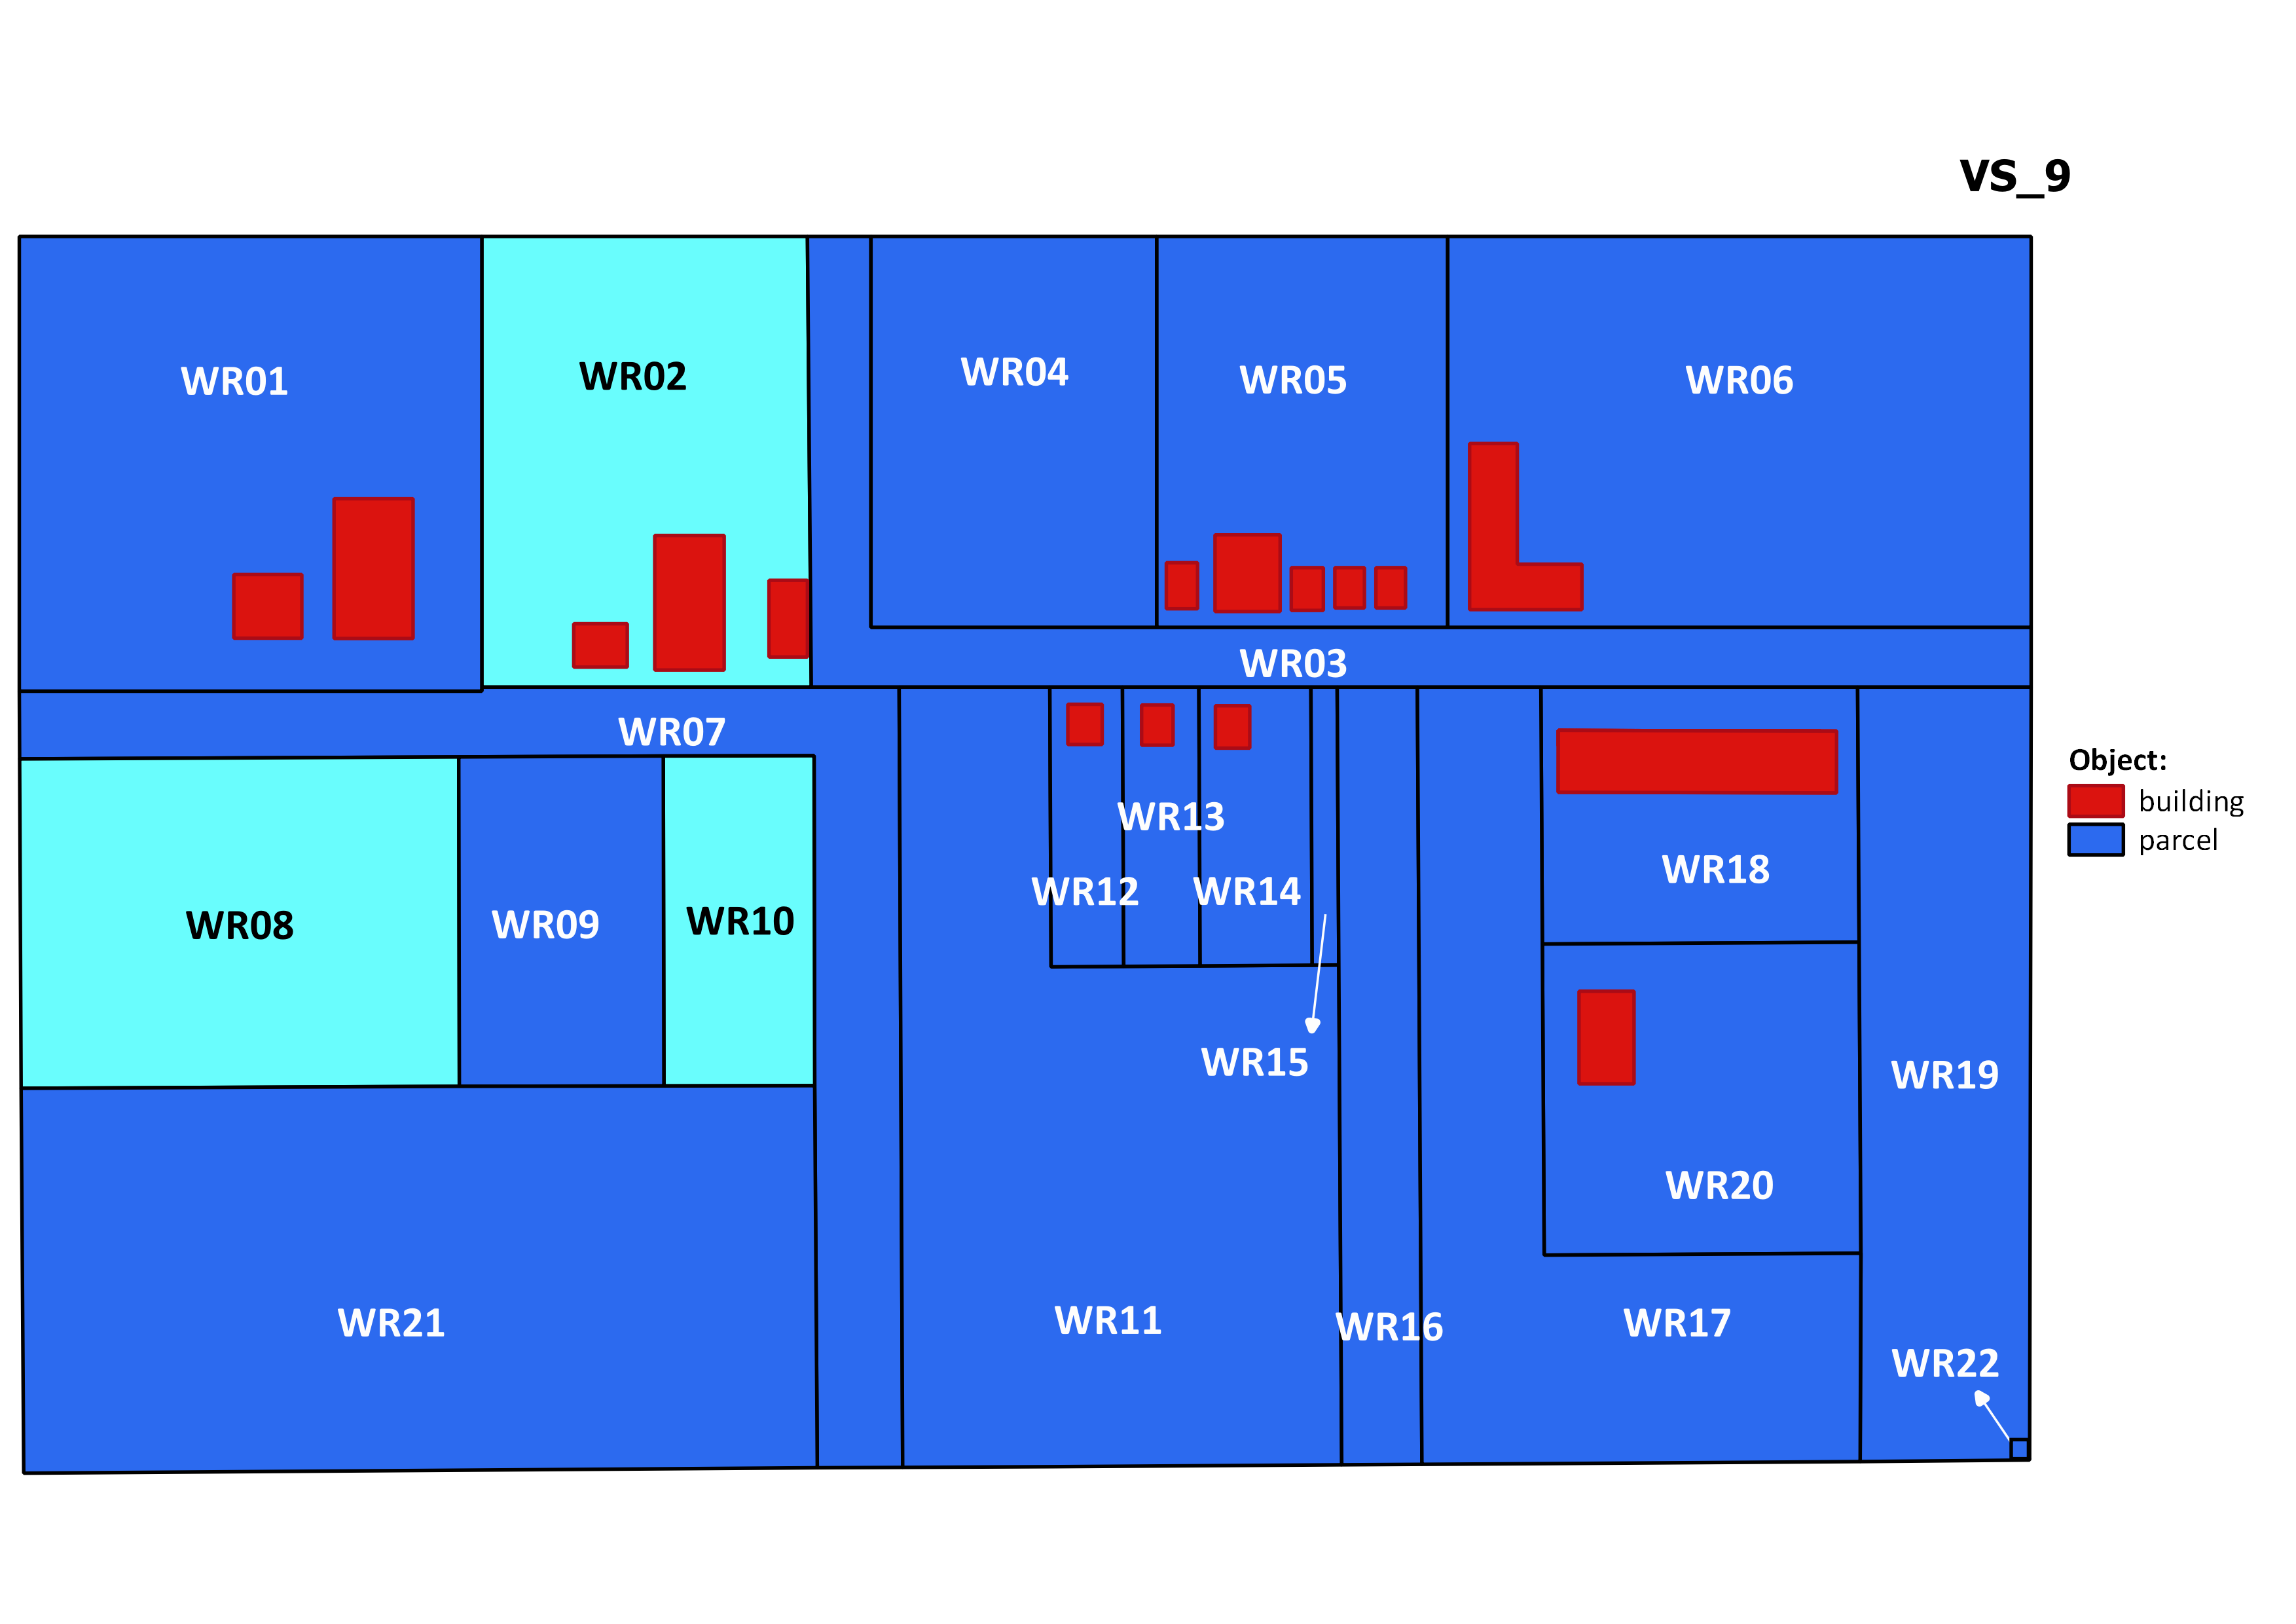 VS_9
WR01
WR02
WR04
WR05
WR06
WR03
WR07
WR13
WR12
WR14
WR18
WR08
WR09
WR10
WR15
WR19
WR20
WR21
WR11
WR16
WR17
WR22
Object:
building
parcel